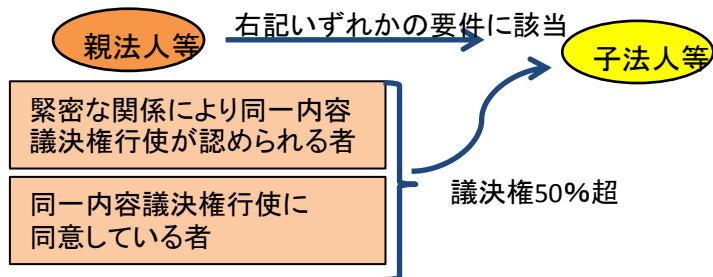 右記いずれかの要件に該当
親法人等
子法人等
緊密な関係により同一内容
議決権行使が認められる者
議決権50%超
同一内容議決権行使に
同意している者